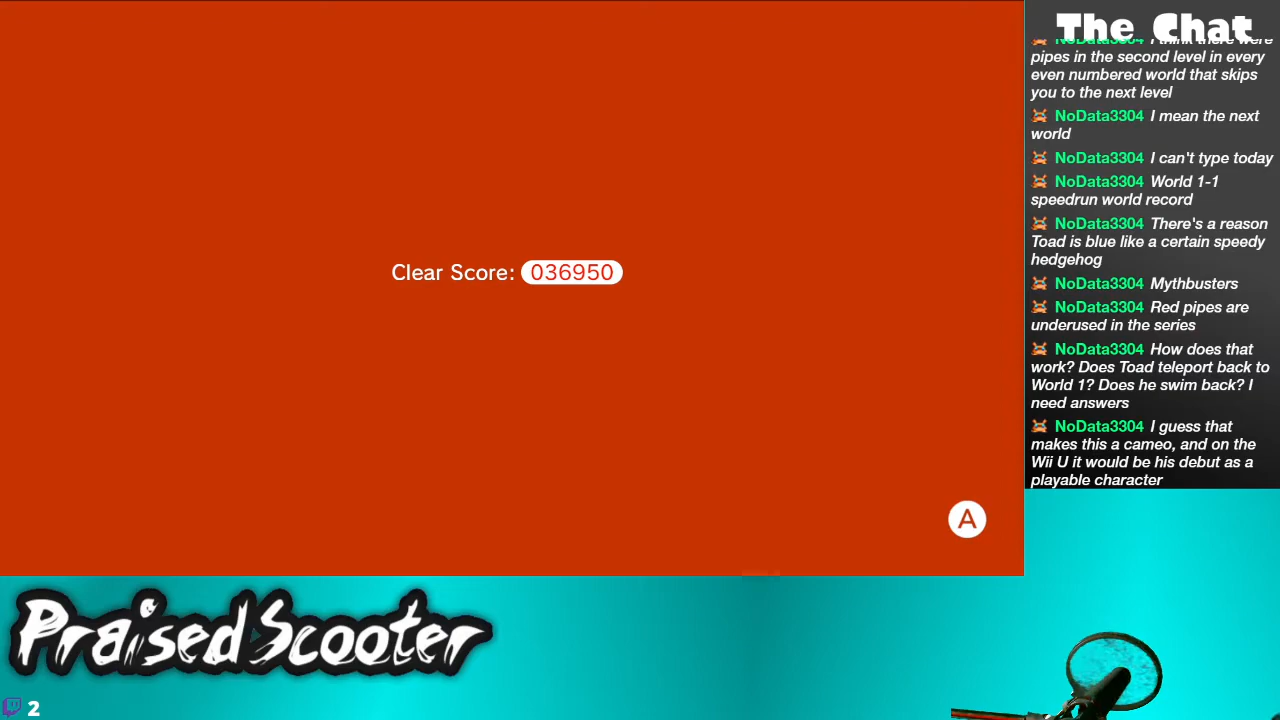 The Chat
NoData3304 I think there were
pipes in the second level in every
even numbered world that skips
you to the next level
NoData3304 I mean the next
world
NoData3304 I can't type today
NoData3304 World 1-1
speedrun world record
NoData3304 There's a reason
Toad is blue like a certain speedy
hedgehog
NoData3304 Mythbusters
NoData3304 Red pipes are
underused in the series
NoData3304 How does that
work? Does Toad teleport back to
World 1? Does he swim back? I
need answers
NoData3304 I guess that
makes this a cameo, and on the
Wii U it would be his debut as a
playable character
Clear Score: 036950
A
PraisedScooter
2